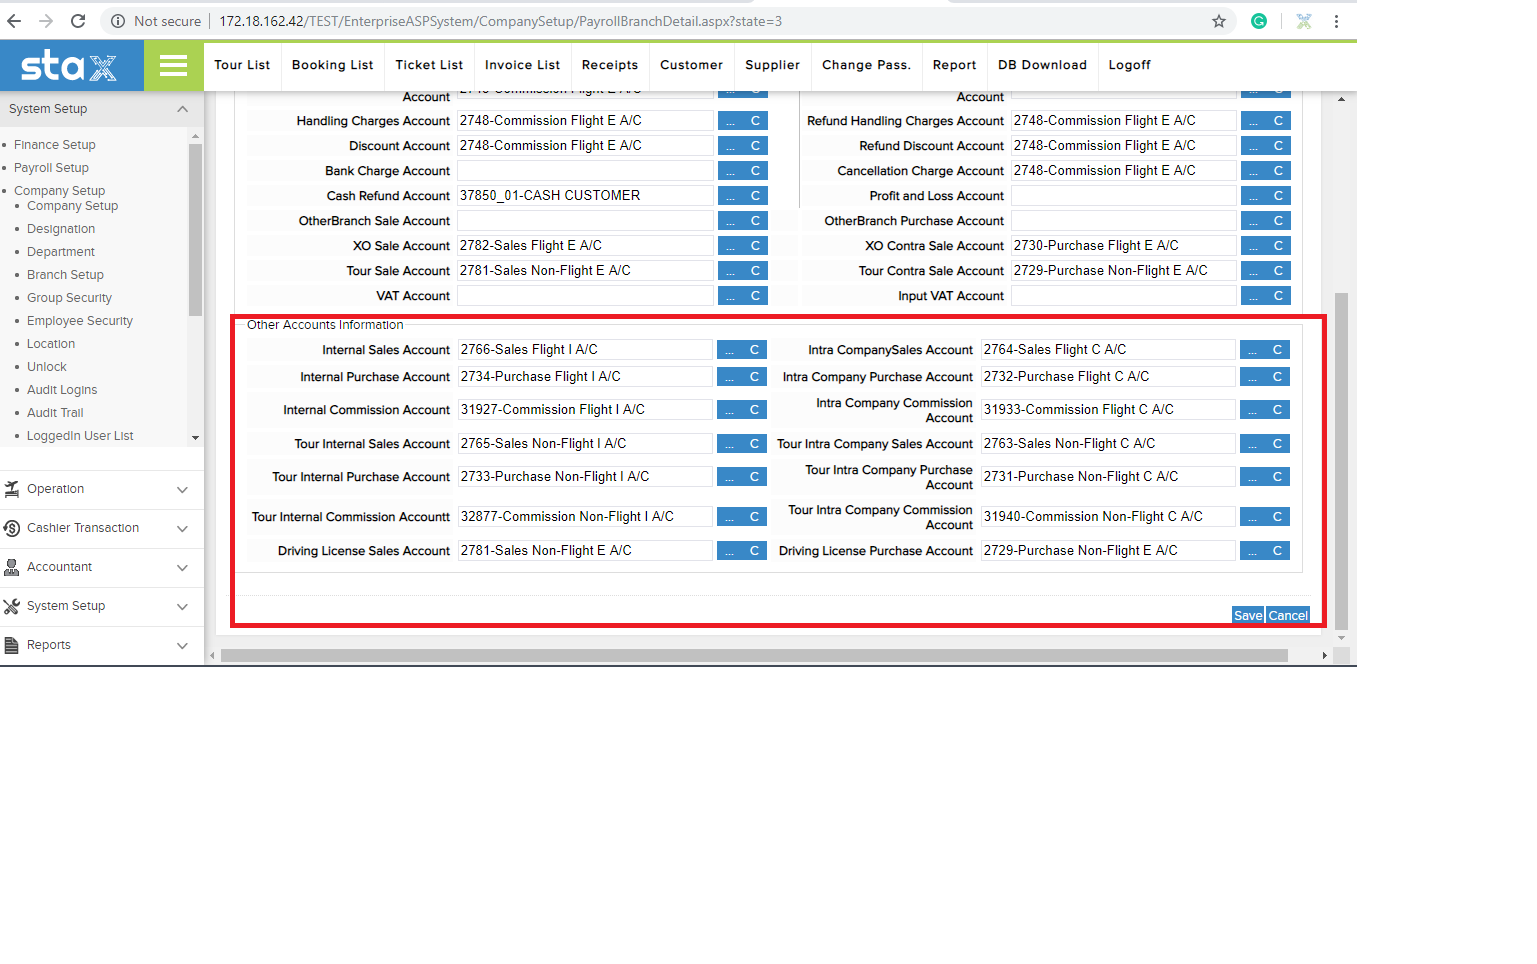 Not secure | 172.18.162.42/TEST/EnterpriseASPSystem/CompanySetup/PayrollBranchDetail.aspx?state=3
stax
Tour List Booking List Ticket List Invoice List Receipts Customer Supplier Change Pass. Report DB Download Logoff
System Setup
Finance Setup
Payroll Setup
Company Setup
Company Setup
Designation
Department
Branch Setup
Group Security
Employee Security
Location
Unlock
Audit Logins
Audit Trail
LoggedIn User List
Operation
Cashier Transaction
Accountant
System Setup
Reports
Account ... C Account ... C
Handling Charges Account 2748-Commission Flight E A/C ... C Refund Handling Charges Account 2748-Commission Flight E A/C ... C
Discount Account 2748-Commission Flight E A/C ... C Refund Discount Account 2748-Commission Flight E A/C ... C
Bank Charge Account ... C Cancellation Charge Account 2748-Commission Flight E A/C ... C
Cash Refund Account 37850_01-CASH CUSTOMER ... C Profit and Loss Account ... C
OtherBranch Sale Account ... C OtherBranch Purchase Account ... C
XO Sale Account 2782-Sales Flight E A/C ... C XO Contra Sale Account 2730-Purchase Flight E A/C ... C
Tour Sale Account 2781-Sales Non-Flight E A/C ... C Tour Contra Sale Account 2729-Purchase Non-Flight E A/C ... C
VAT Account ... C Input VAT Account ... C
Other Accounts Information
Internal Sales Account 2766-Sales Flight I A/C ... C Intra CompanySales Account 2764-Sales Flight C A/C ... C
Internal Purchase Account 2734-Purchase Flight I A/C ... C Intra Company Purchase Account 2732-Purchase Flight C A/C ... C
Internal Commission Account 31927-Commission Flight I A/C ... C Intra Company Commission Account 31933-Commission Flight C A/C ... C
Tour Internal Sales Account 2765-Sales Non-Flight I A/C ... C Tour Intra Company Sales Account 2763-Sales Non-Flight C A/C ... C
Tour Internal Purchase Account 2733-Purchase Non-Flight I A/C ... C Tour Intra Company Purchase Account 2731-Purchase Non-Flight C A/C ... C
Tour Internal Commission Accountt 32877-Commission Non-Flight I A/C ... C Tour Intra Company Commission Account 31940-Commission Non-Flight C A/C ... C
Driving License Sales Account 2781-Sales Non-Flight E A/C ... C Driving License Purchase Account 2729-Purchase Non-Flight E A/C ... C
Save Cancel